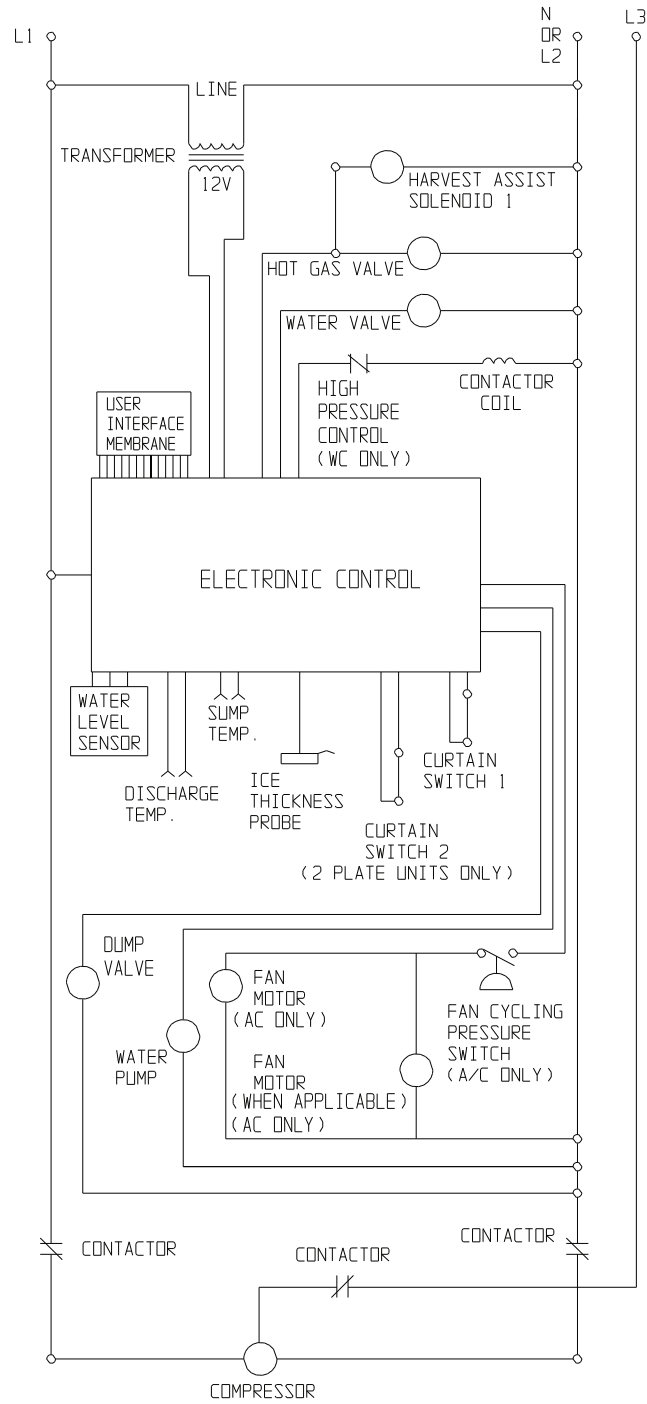 L1
N
OR
L2
L3
LINE
TRANSFORMER
12V
HARVEST ASSIST
SOLENOID 1
HOT GAS VALVE
WATER VALVE
HIGH
PRESSURE
CONTROL
(WC ONLY)
CONTACTOR
COIL
USER
INTERFACE
MEMBRANE
ELECTRONIC CONTROL
WATER
LEVEL
SENSOR
SUMP
TEMP.
DISCHARGE
TEMP.
ICE
THICKNESS
PROBE
CURTAIN
SWITCH 1
CURTAIN
SWITCH 2
(2 PLATE UNITS ONLY)
DUMP
VALVE
FAN
MOTOR
(AC ONLY)
WATER
PUMP
FAN
MOTOR
(WHEN APPLICABLE)
(AC ONLY)
FAN CYCLING
PRESSURE
SWITCH
(A/C ONLY)
CONTACTOR
CONTACTOR
CONTACTOR
COMPRESSOR